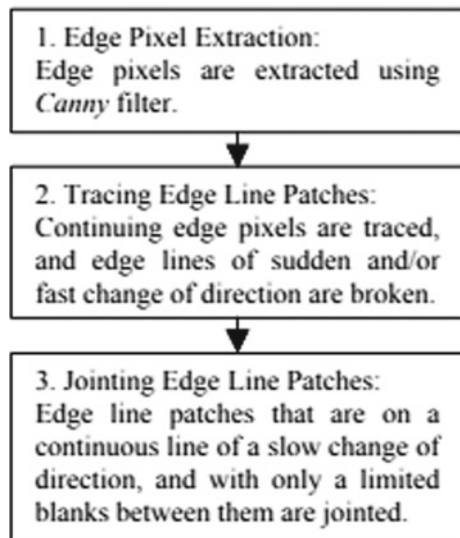 1. Edge Pixel Extraction:
Edge pixels are extracted using
Canny filter.
2. Tracing Edge Line Patches:
Continuing edge pixels are traced,
and edge lines of sudden and/or
fast change of direction are broken.
3. Jointing Edge Line Patches:
Edge line patches that are on a
continuous line of a slow change of
direction, and with only a limited
blanks between them are jointed.